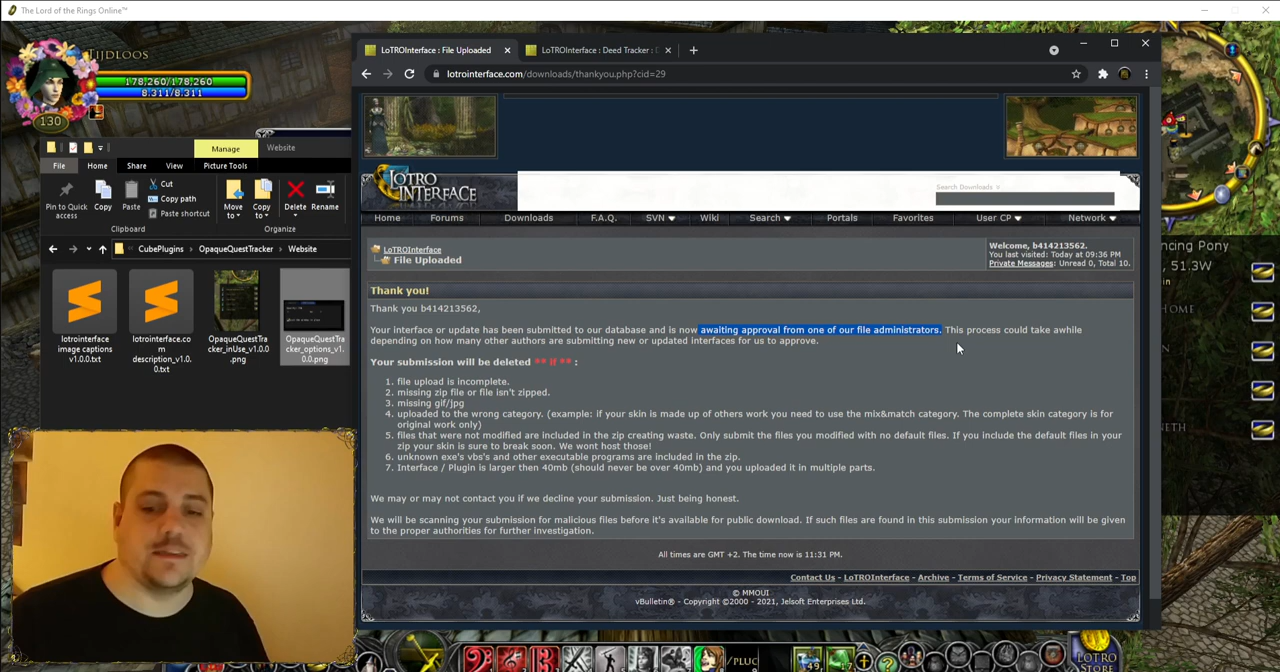 The Lord of the Rings Online™
TIJDLOOS
178,260/178,260
8.311/8.311
130
Manage
Website
File
Home
Share
View
Picture Tools
Pin to Quick access
Copy
Paste
Cut
Copy path
Paste shortcut
Move to
Copy to
Delete
Rename
Clipboard
Organize
CubePlugins
OpaqueQuestTracker
Website
lotrointerface image captions v1.0.0.txt
lotrointerface.com description_v1.0.0.txt
OpaqueQuestTracker_inUse_v1.0.0.png
OpaqueQuestTracker_options_v1.0.0.png
LoTROInterface : File Uploaded
LoTROInterface : Deed Tracker :
lotrointerface.com/downloads/thankyou.php?cid=29
LOTRO INTERFACE
Search Downloads
Home
Forums
Downloads
F.A.Q.
SVN
Wiki
Search
Portals
Favorites
User CP
Network
LoTROInterface
File Uploaded
Welcome, b414213562.
You last visited: Today at 09:36 PM
Private Messages: Unread 0, Total 10.
Thank you!
Thank you b414213562,
Your interface or update has been submitted to our database and is now awaiting approval from one of our file administrators. This process could take awhile
depending on how many other authors are submitting new or updated interfaces for us to approve.
Your submission will be deleted ** if ** :
1. file upload is incomplete.
2. missing zip file or file isn't zipped.
3. missing gif/jpg
4. uploaded to the wrong category. (example: if your skin is made up of others work you need to use the mix&match category. The complete skin category is for
original work only)
5. files that were not modified are included in the zip creating waste. Only submit the files you modified with no default files. If you include the default files in your
zip your skin is sure to break soon. We wont host those!
6. unknown exe's vbs's and other executable programs are included in the zip.
7. Interface / Plugin is larger then 40mb (should never be over 40mb) and you uploaded it in multiple parts.
We may or may not contact you if we decline your submission. Just being honest.
We will be scanning your submission for malicious files before it's available for public download. If such files are found in this submission your information will be given
to the proper authorities for further investigation.
All times are GMT +2. The time now is 11:31 PM.
Contact Us - LoTROInterface - Archive - Terms of Service - Privacy Statement - Top
© MMOUI
vBulletin® - Copyright ©2000 - 2021, Jelsoft Enterprises Ltd.
ncing Pony
, 51.3W
in
HOME
NETH
/PLUC
49
17
LOTRO
STORE